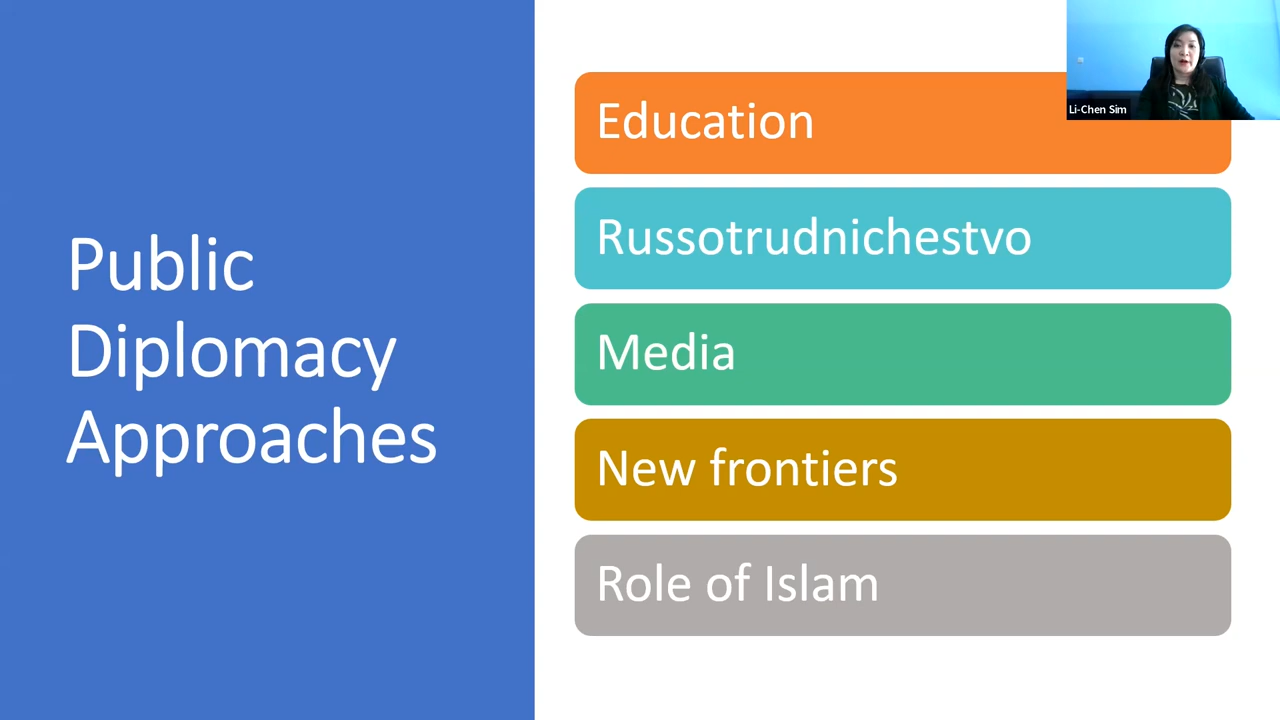 Public
Diplomacy
Approaches
Education
Russotrudnichestvo
Media
New frontiers
Role of Islam
Li-Chen Sim